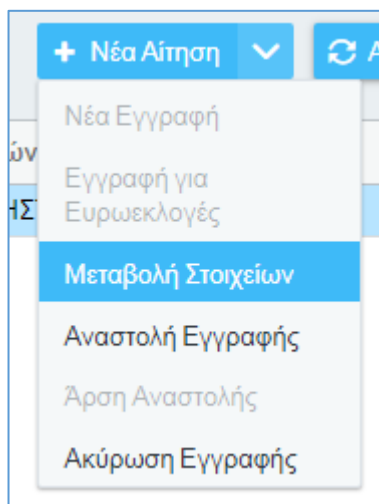 + Νέα Αίτηση
Νέα Εγγραφή
Εγγραφή για
Ευρωεκλογές
Μεταβολή Στοιχείων
Αναστολή Εγγραφής
Άρση Αναστολής
Ακύρωση Εγγραφής